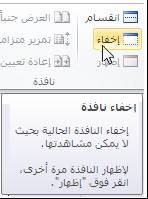 انقسام
العرض جنباً
إخفاء
تمرير متزام
إظهار
إعادة تعيين
نافذة
إخفاء نافذة
إخفاء النافذة الحالية بحيث
لا يمكن مشاهدتها.
لإظهار النافذة مرة أخرى،
انقر فوق "إظهار".